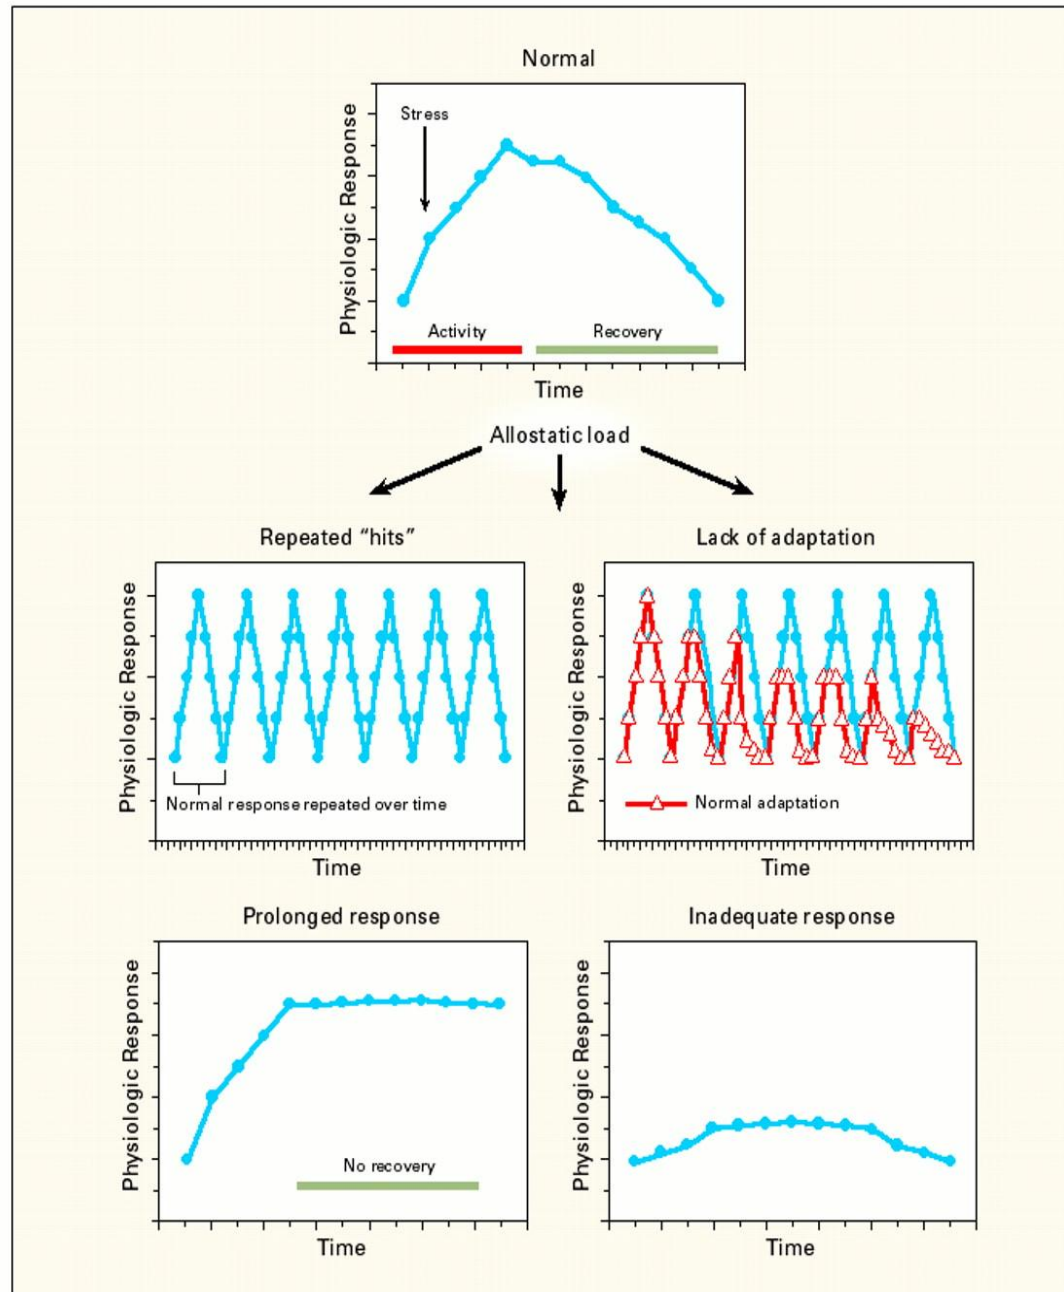 Normal
Stress
Physiologic Response
Activity
Recovery
Time
Allostatic load
Repeated “hits”
Physiologic Response
Normal response repeated over time
Time
Lack of adaptation
Physiologic Response
Normal adaptation
Time
Prolonged response
Physiologic Response
No recovery
Time
Inadequate response
Physiologic Response
Time